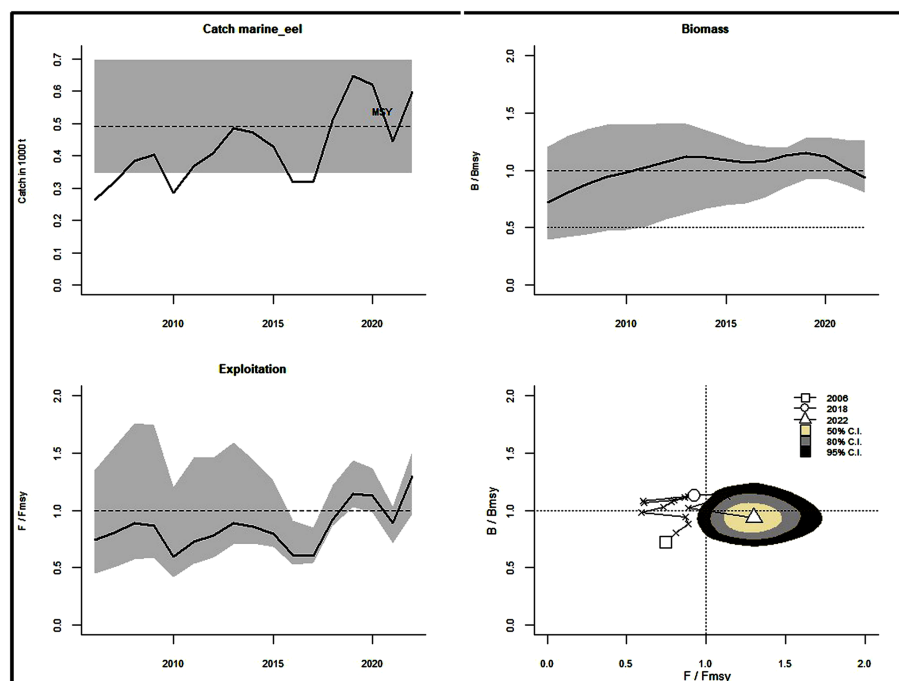 Catch marine_eel
Catch in 1000 t
0.0 0.1 0.2 0.3 0.4 0.5 0.6 0.7
MSY
2010 2015 2020
Biomass
B / Bmsy
0.0 0.5 1.0 1.5 2.0
2010 2015 2020
Exploitation
F / Fmsy
0.0 0.5 1.0 1.5 2.0
2010 2015 2020
B / Bmsy
0.0 0.5 1.0 1.5 2.0
2006
2018
2022
50% C.I.
80% C.I.
95% C.I.
0.0 0.5 1.0 1.5 2.0
F / Fmsy